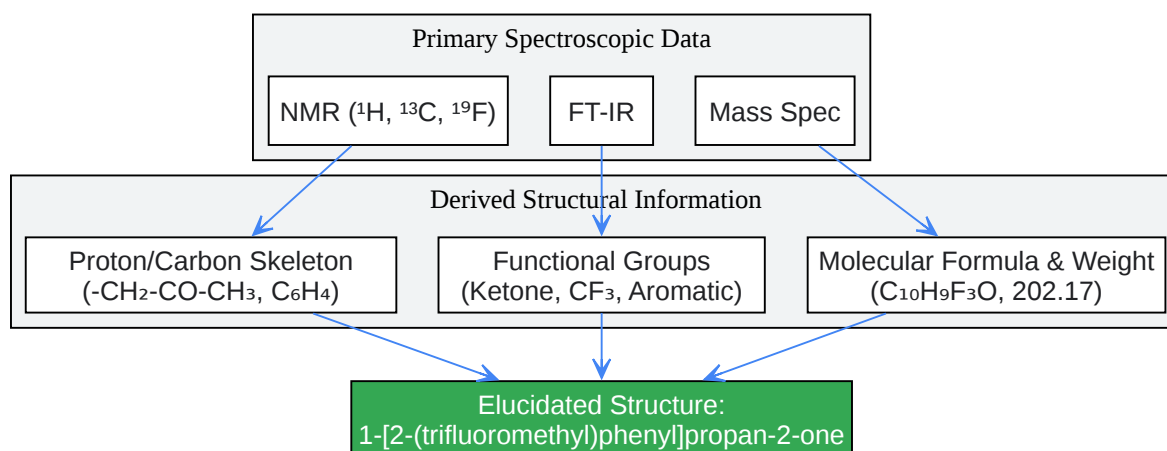 Primary Spectroscopic Data
NMR (¹H, ¹³C, ¹⁹F)
FT-IR
Mass Spec
Derived Structural Information
Proton/Carbon Skeleton
(-CH₂-CO-CH₃, C₆H₄)
Functional Groups
(Ketone, CF₃, Aromatic)
Molecular Formula & Weight
(C₁₀H₉F₃O, 202.17)
Elucidated Structure:
1-[2-(trifluoromethyl)phenyl]propan-2-one